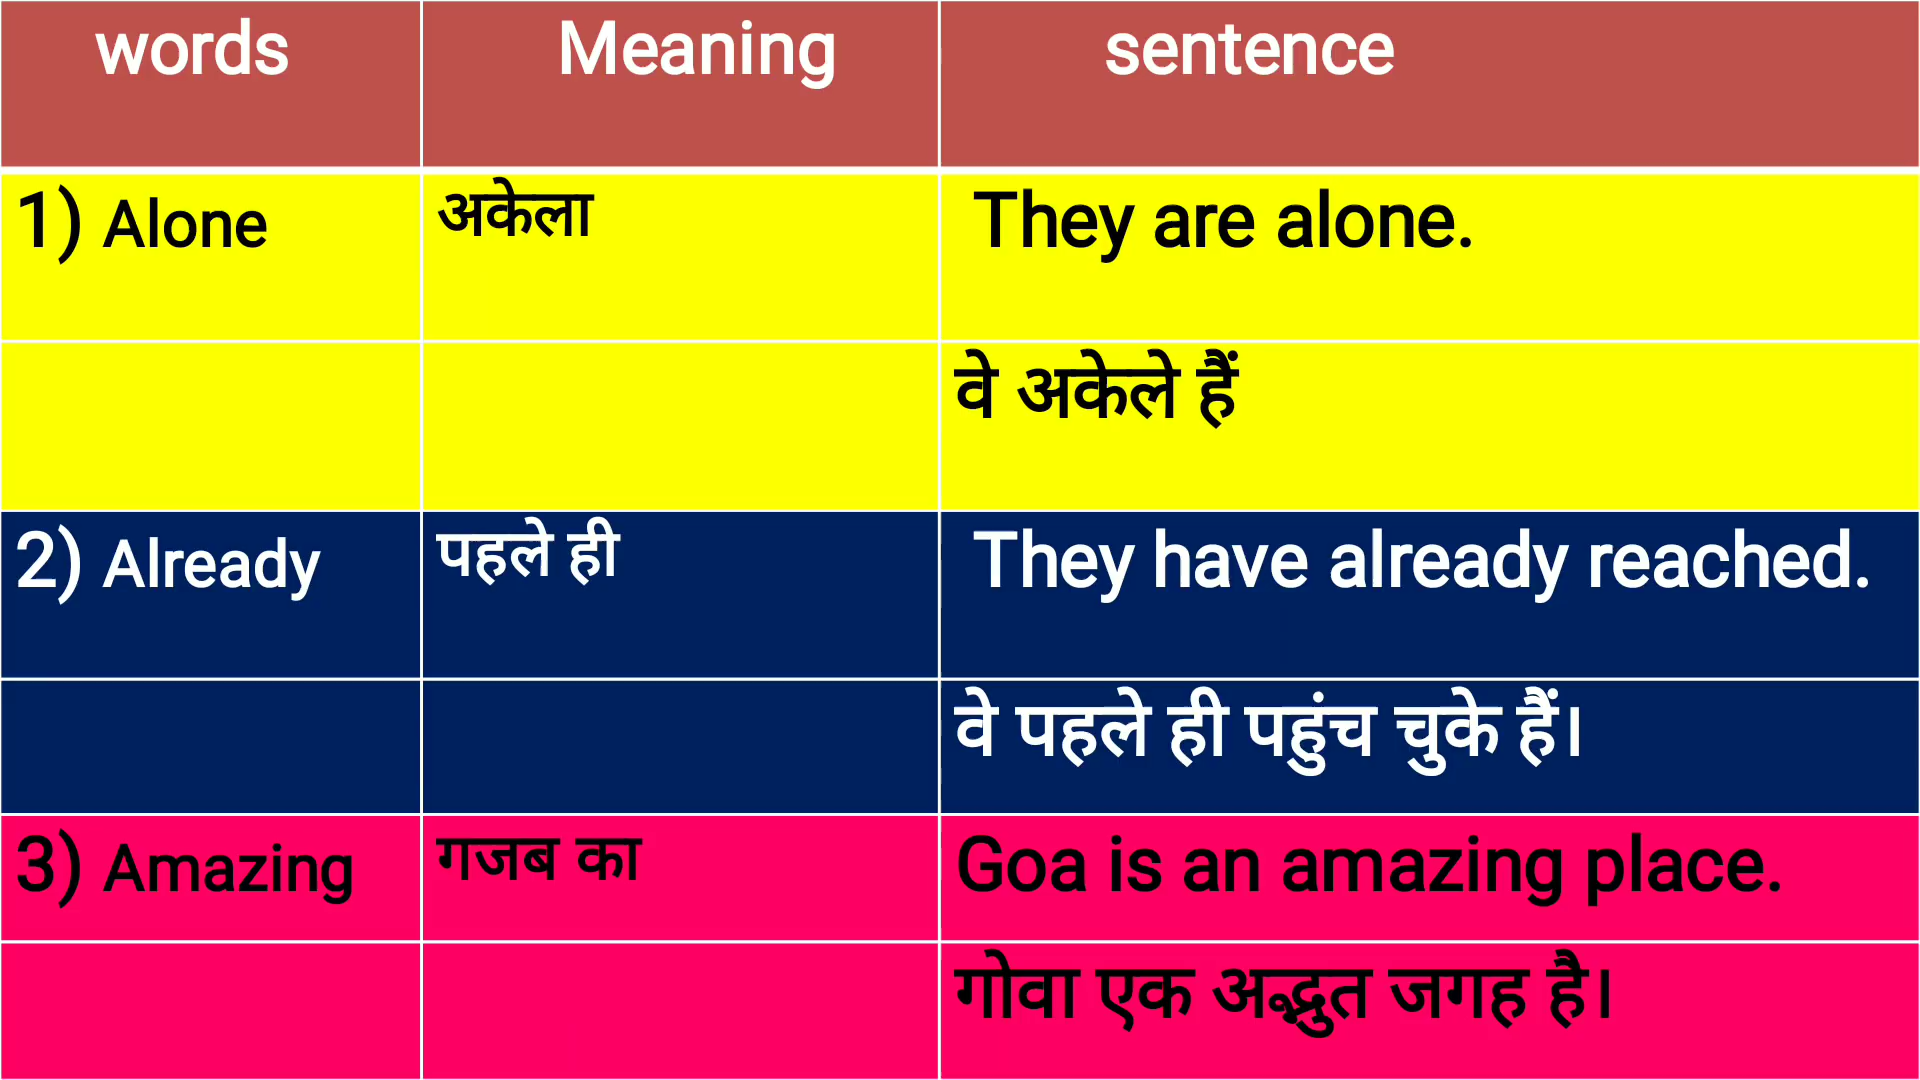 words Meaning sentence
1) Alone अकेला They are alone.
वे अकेले हैं
2) Already पहले ही They have already reached.
वे पहले ही पहुंच चुके हैं।
3) Amazing गजब का Goa is an amazing place.
गोवा एक अद्भुत जगह है।